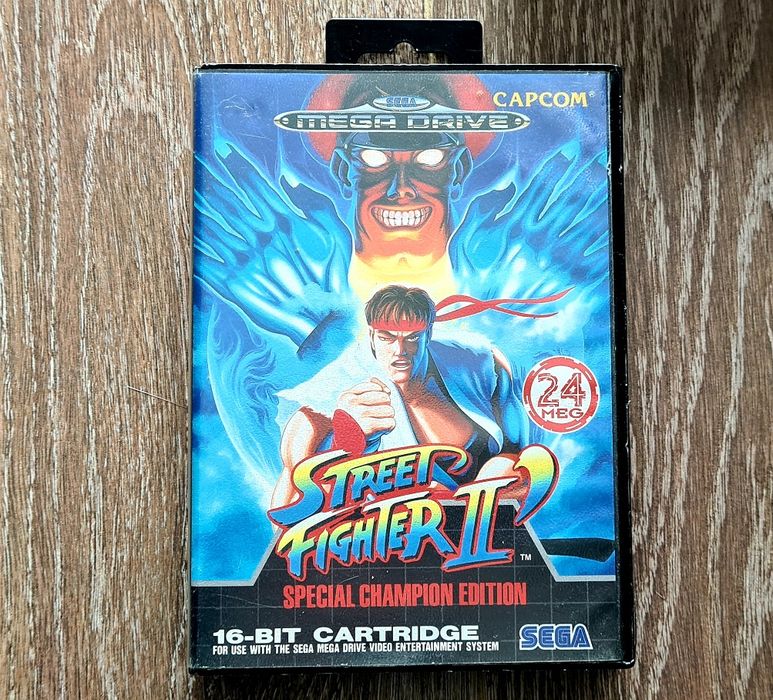 SEGA
CAPCOM®
MEGA DRIVE
24
MEG
STREET
FIGHTER II'
TM
SPECIAL CHAMPION EDITION
16-BIT CARTRIDGE
FOR USE WITH THE SEGA MEGA DRIVE VIDEO ENTERTAINMENT SYSTEM
SEGA